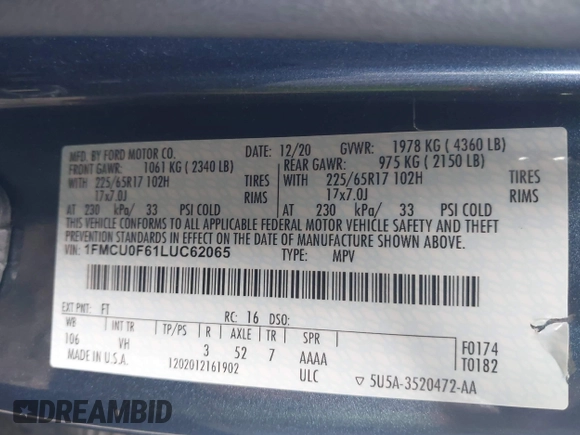 MFD. BY FORD MOTOR CO. DATE: 12/20 GVWR: 1978 KG ( 4360 LB)
FRONT GAWR: 1061 KG ( 2340 LB) REAR GAWR: 975 KG ( 2150 LB)
WITH 225/65R17 102H TIRES WITH 225/65R17 102H TIRES
17x7.0J RIMS 17x7.0J RIMS
AT 230 kPa/ 33 PSI COLD AT 230 kPa/ 33 PSI COLD
THIS VEHICLE CONFORMS TO ALL APPLICABLE FEDERAL MOTOR VEHICLE SAFETY AND THEFT
PREVENTION STANDARDS IN EFFECT ON THE DATE OF MANUFACTURE SHOWN ABOVE.
VIN: 1FMCU0F61LUC62065 TYPE: MPV
EXT PNT: FT RC: 16 DSO:
WB INT TR TP/PS R AXLE TR SPR F0174
106 VH 3 52 7 AAAA T0182
MADE IN U.S.A. 1202012161902 ULC ▽ 5U5A-3520472-AA
DREAMBID